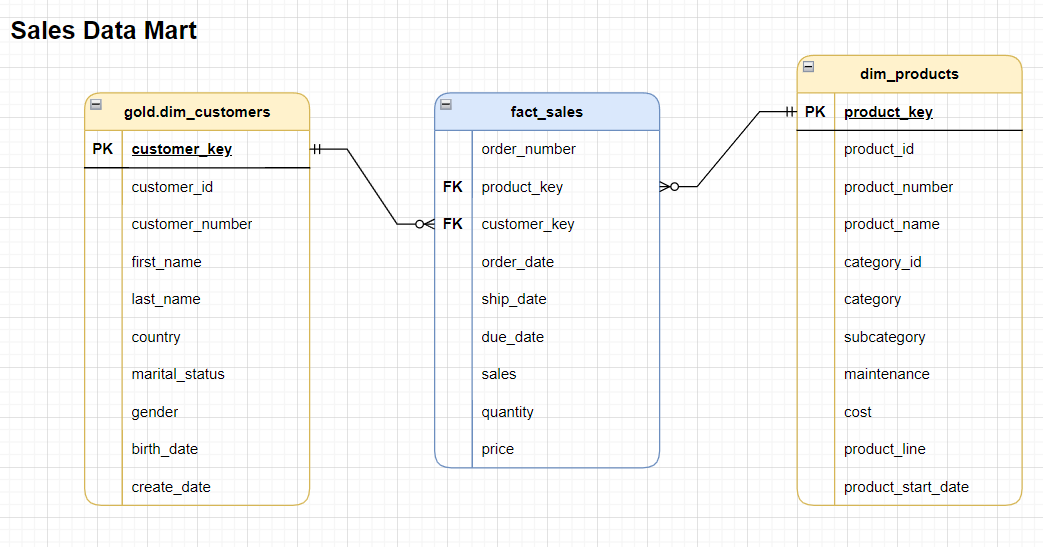 Sales Data Mart
gold.dim_customers
PK customer_key
customer_id
customer_number
first_name
last_name
country
marital_status
gender
birth_date
create_date
fact_sales
order_number
FK product_key
FK customer_key
order_date
ship_date
due_date
sales
quantity
price
dim_products
PK product_key
product_id
product_number
product_name
category_id
category
subcategory
maintenance
cost
product_line
product_start_date